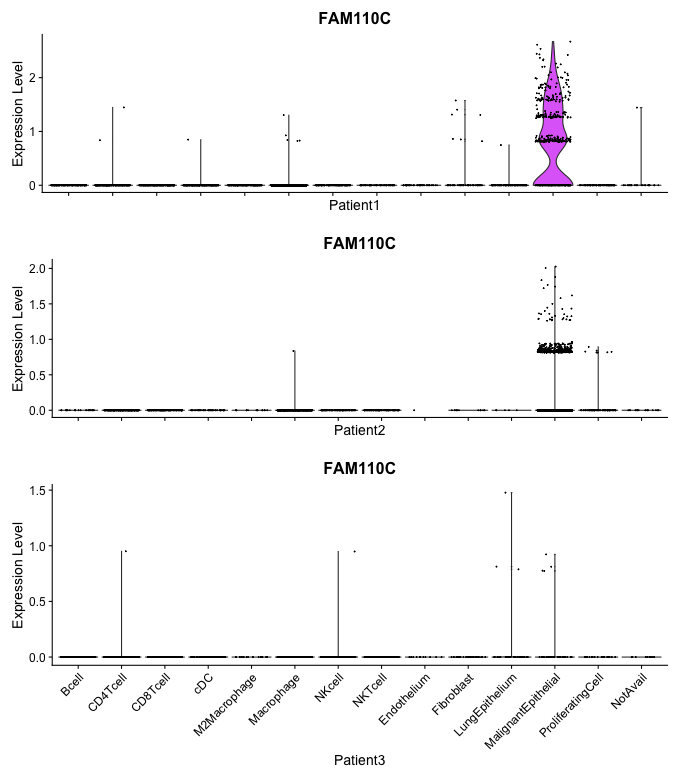 FAM110C
Expression Level
2
1
0
Patient1
FAM110C
Expression Level
2.0
1.5
1.0
0.5
0.0
Patient2
FAM110C
Expression Level
1.5
1.0
0.5
0.0
Bcell
CD4Tcell
CD8Tcell
cDC
M2Macrophage
Macrophage
NKcell
NKTcell
Endothelium
Fibroblast
LungEpithelium
MalignantEpithelial
ProliferatingCell
NotAvail
Patient3